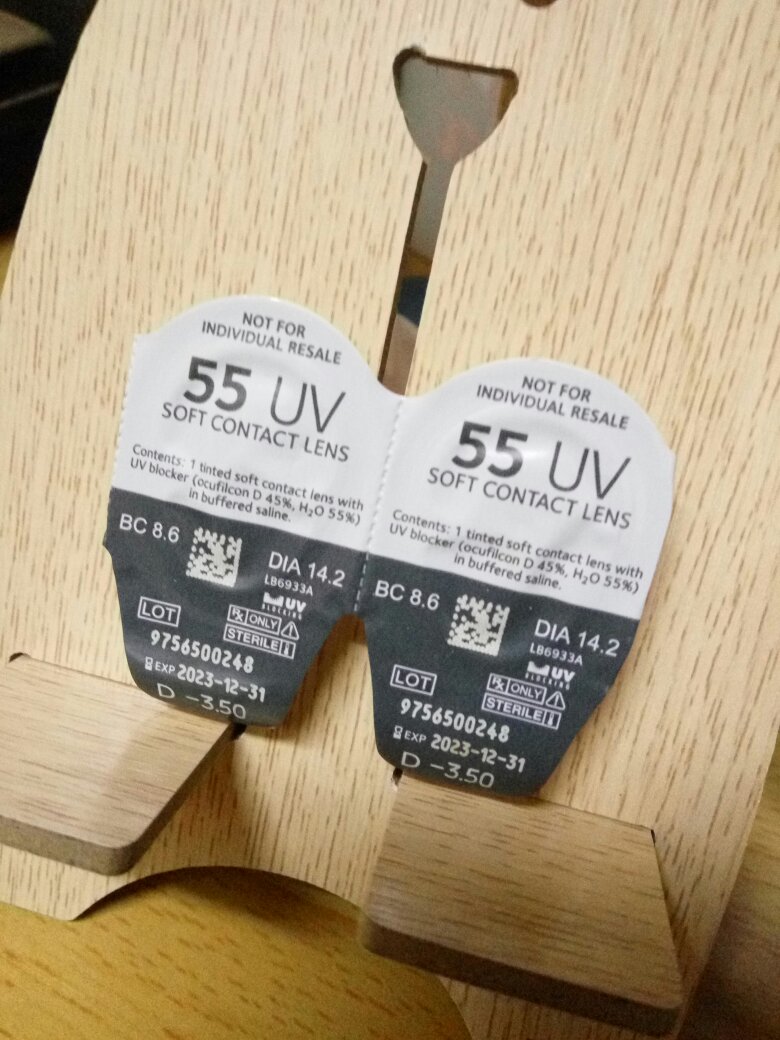 NOT FOR
INDIVIDUAL RESALE
55 UV
SOFT CONTACT LENS
Contents: 1 tinted soft contact lens with
UV blocker (ocufilcon D 45%, H₂O 55%)
in buffered saline.
BC 8.6
DIA 14.2
LB6933A
UV
BLOCKING
LOT
Rx ONLY
STERILE
9756500248
EXP 2023-12-31
D -3.50
NOT FOR
INDIVIDUAL RESALE
55 UV
SOFT CONTACT LENS
Contents: 1 tinted soft contact lens with
UV blocker (ocufilcon D 45%, H₂O 55%)
in buffered saline.
BC 8.6
DIA 14.2
LB6933A
UV
BLOCKING
LOT
Rx ONLY
STERILE
9756500248
EXP 2023-12-31
D -3.50